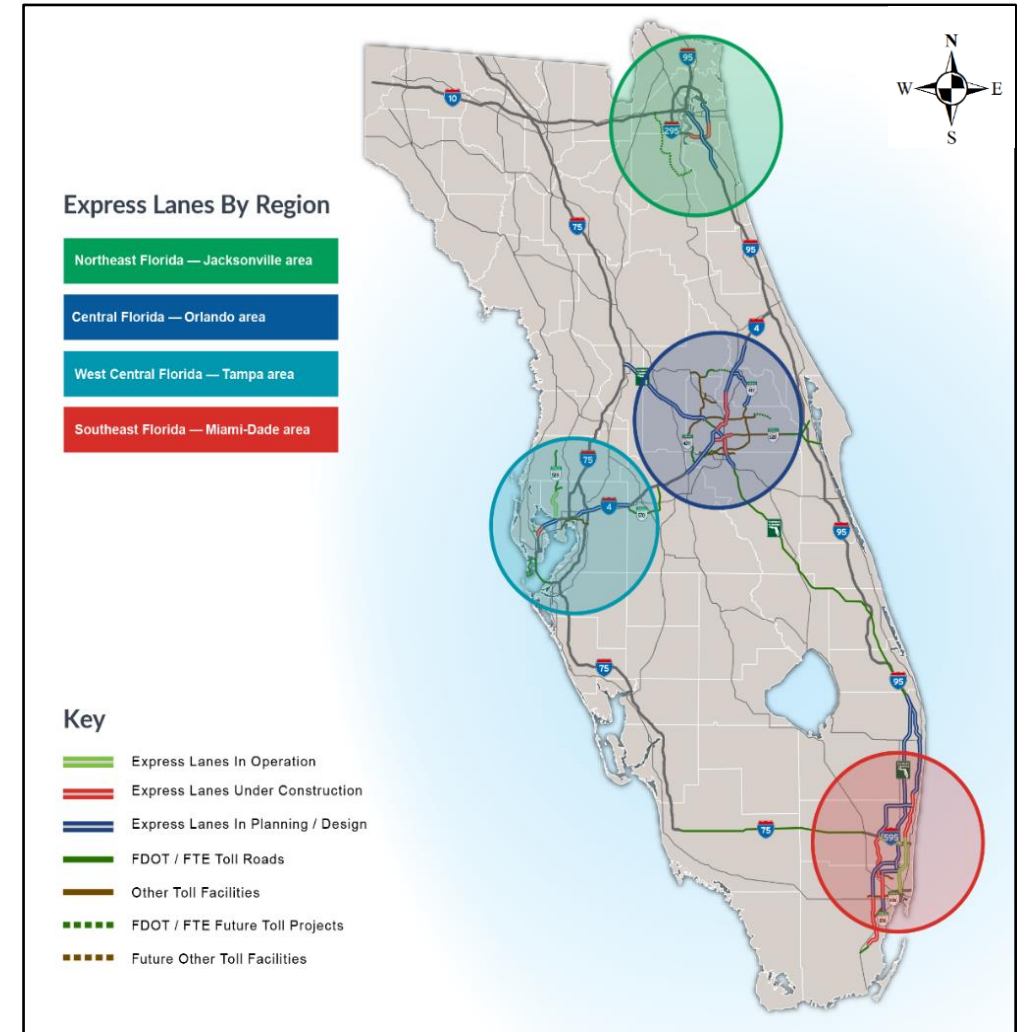 N
W E
S
95
10
295
Express Lanes By Region
75
Northeast Florida — Jacksonville area
95
Central Florida — Orlando area
4
West Central Florida — Tampa area
Southeast Florida — Miami-Dade area
75
4
570
95
75
95
Key
Express Lanes In Operation
Express Lanes Under Construction
Express Lanes In Planning / Design
75
595
FDOT / FTE Toll Roads
Other Toll Facilities
FDOT / FTE Future Toll Projects
Future Other Toll Facilities